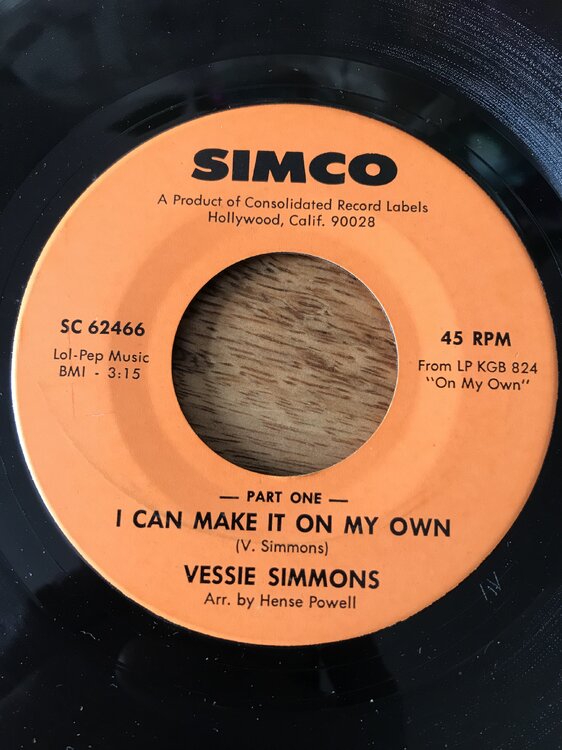 SIMCO
A Product of Consolidated Record Labels
Hollywood, Calif. 90028
SC 62466
Lol-Pep Music
BMI - 3:15
45 RPM
From LP KGB 824
"On My Own"
— PART ONE —
I CAN MAKE IT ON MY OWN
(V. Simmons)
VESSIE SIMMONS
Arr. by Hense Powell